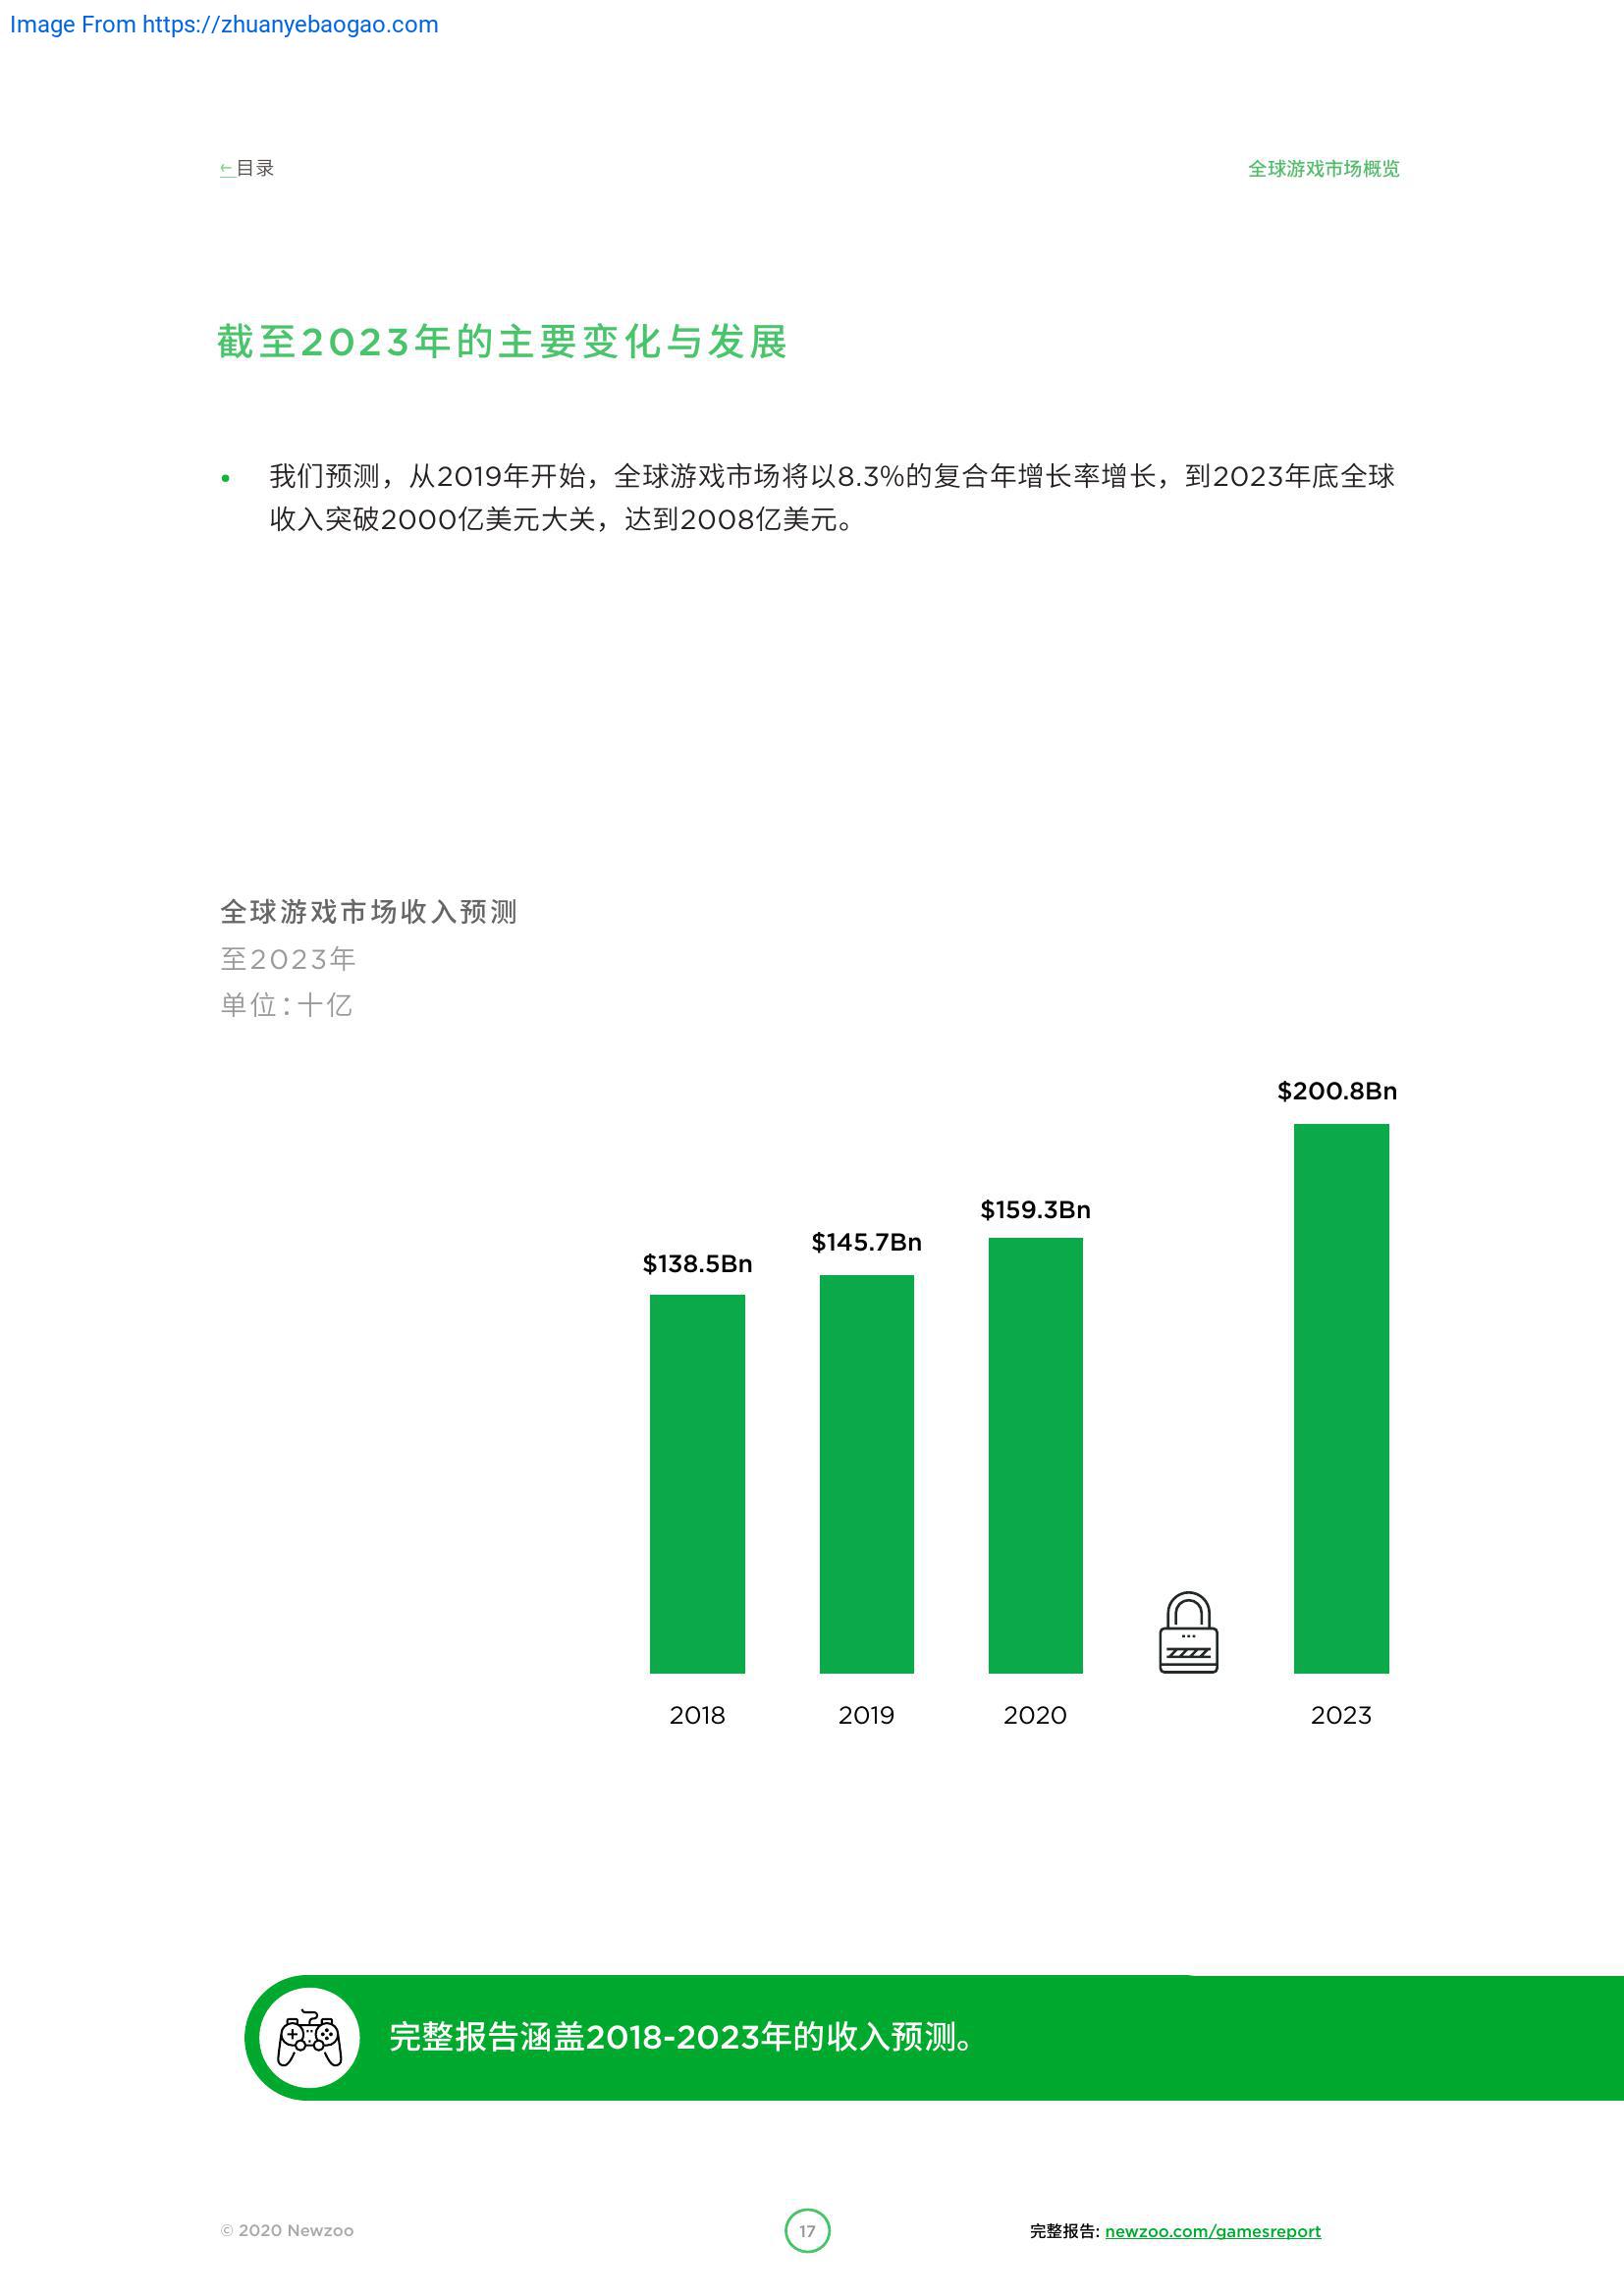 Image From https://zhuanyebaogao.com
←目录
全球游戏市场概览
截至2023年的主要变化与发展
• 我们预测，从2019年开始，全球游戏市场将以8.3%的复合年增长率增长，到2023年底全球
收入突破2000亿美元大关，达到2008亿美元。
全球游戏市场收入预测
至2023年
单位：十亿
$138.5Bn
$145.7Bn
$159.3Bn
$200.8Bn
2018
2019
2020
2023
完整报告涵盖2018-2023年的收入预测。
© 2020 Newzoo
17
完整报告: newzoo.com/gamesreport